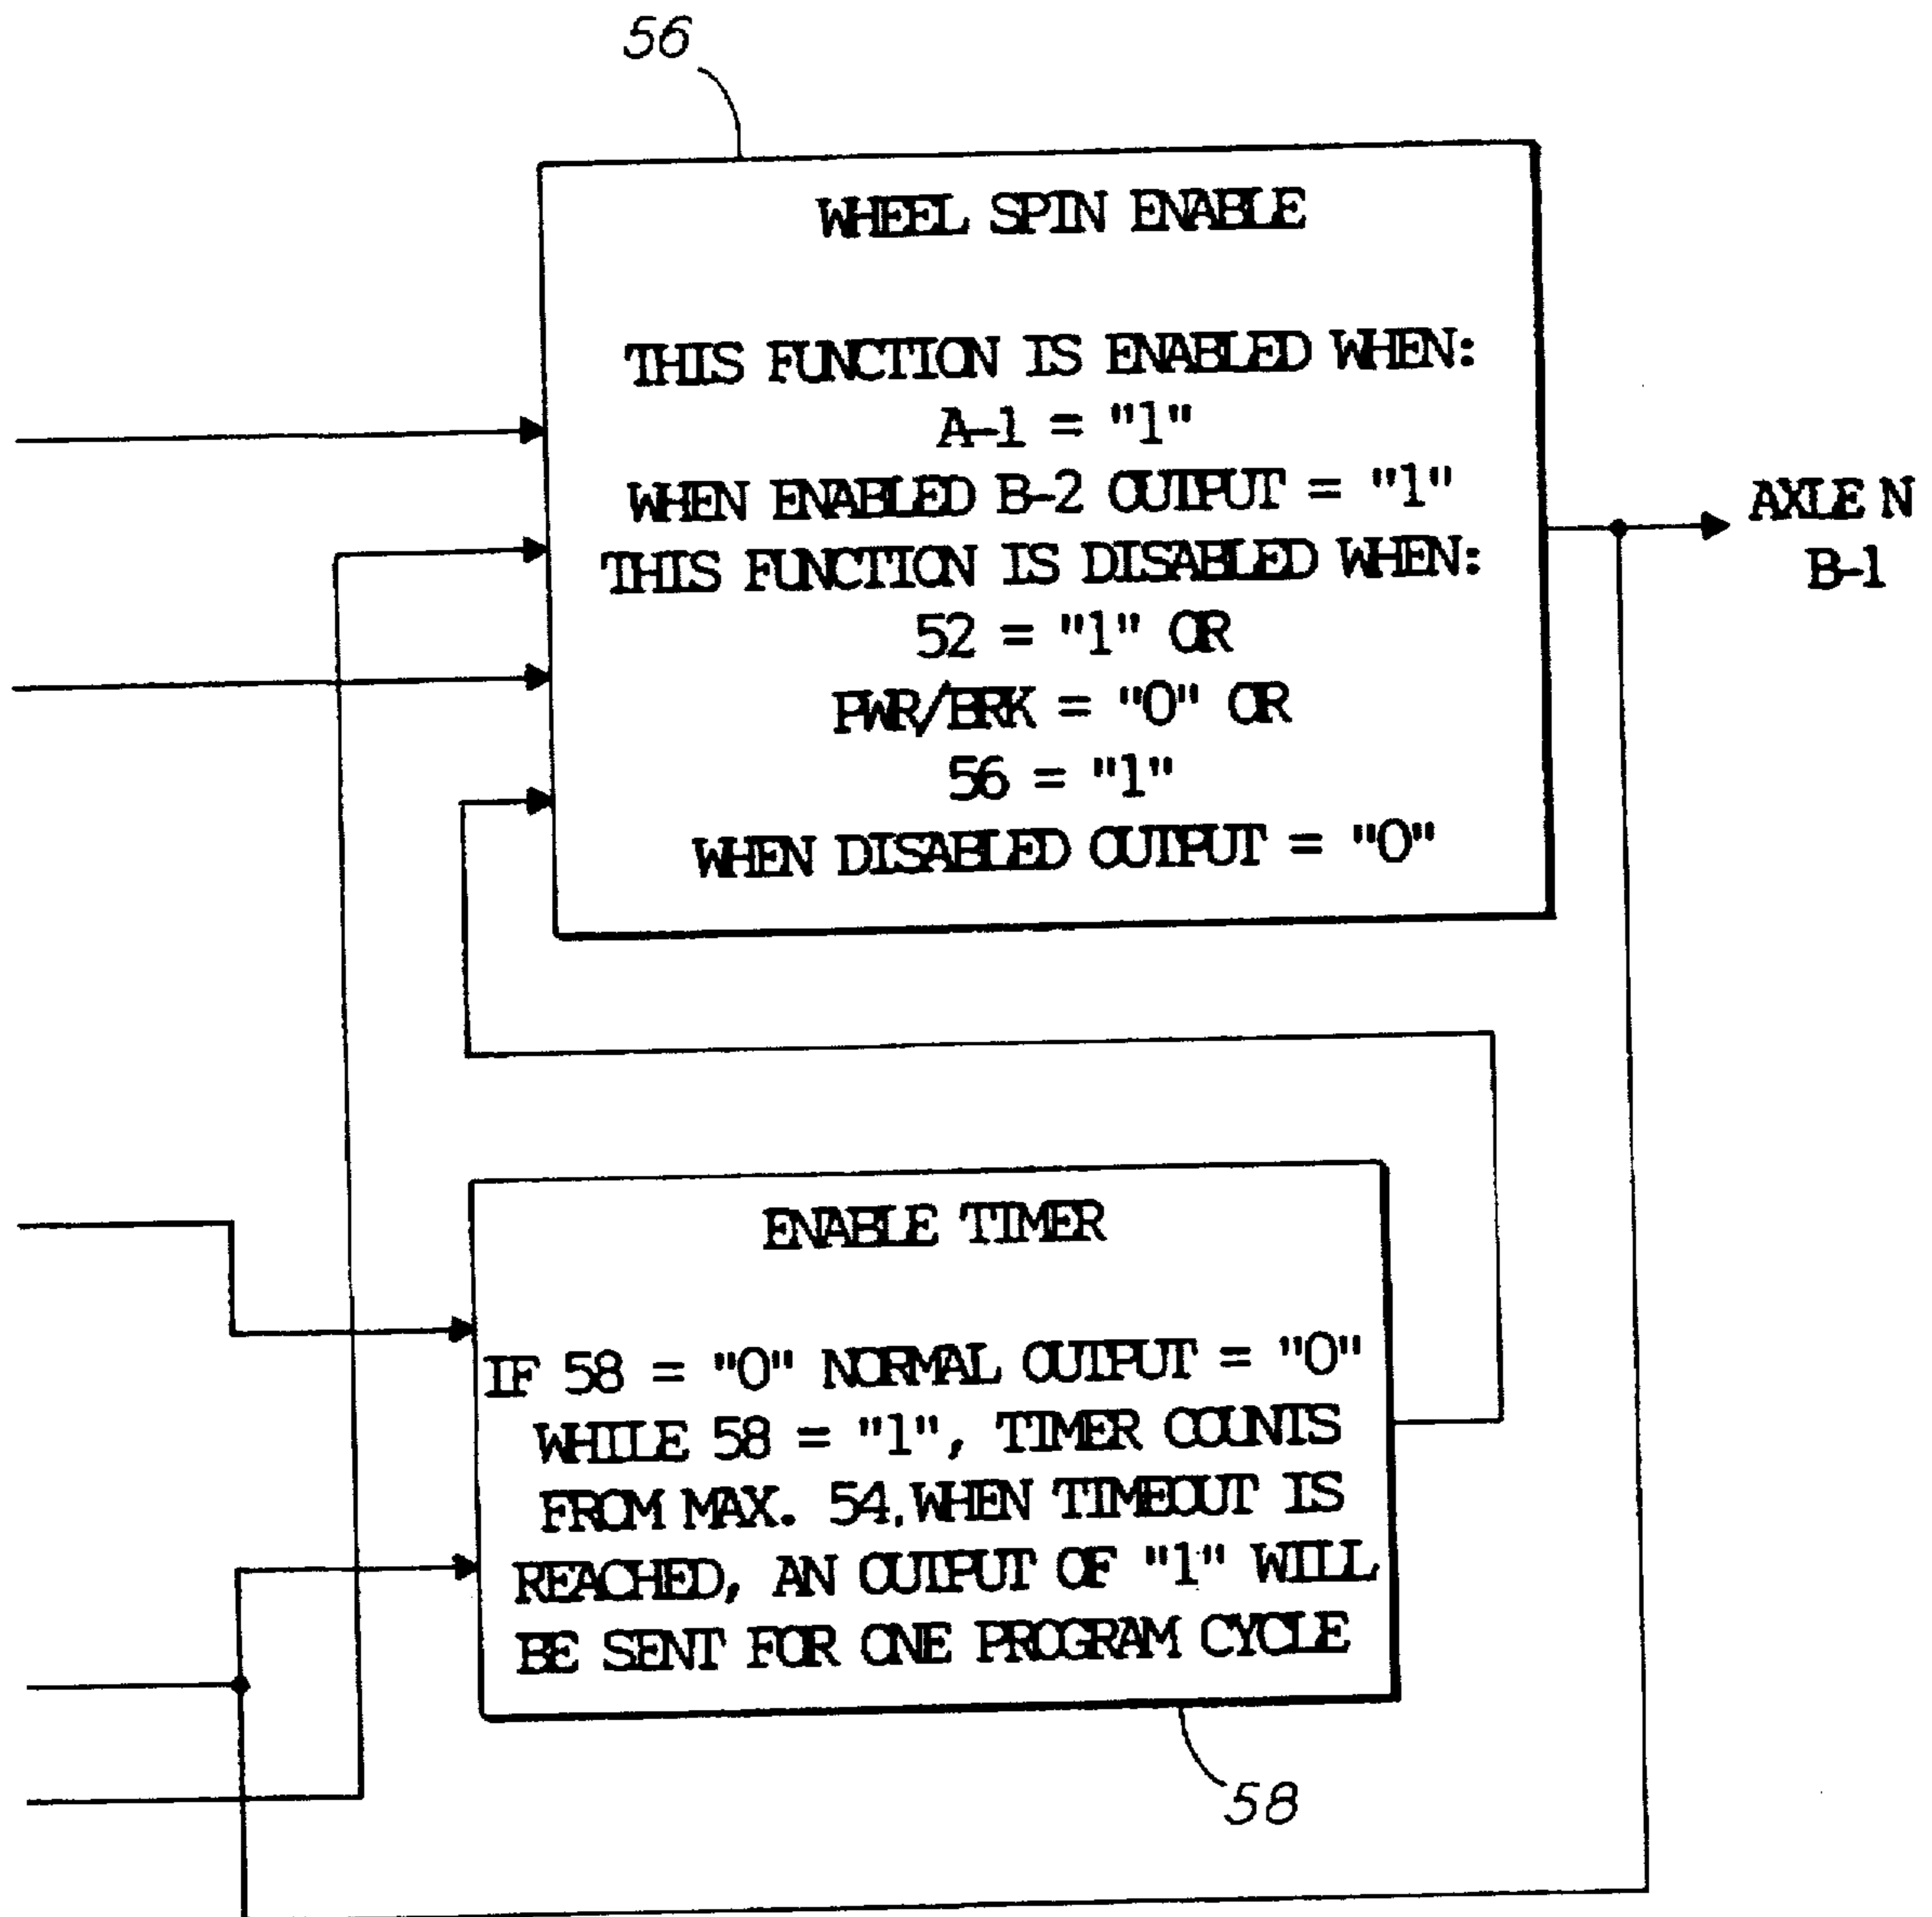 56
WHEEL SPIN ENABLE
THIS FUNCTION IS ENABLED WHEN:
A-1 = "1"
WHEN ENABLED B-2 OUTPUT = "1"
THIS FUNCTION IS DISABLED WHEN:
52 = "1" OR
PWR/BRK = "0" OR
56 = "1"
WHEN DISABLED OUTPUT = "0"
AXLE N
B-1
ENABLE TIMER
IF 58 = "0" NORMAL OUTPUT = "0"
WHILE 58 = "1", TIMER COUNTS
FROM MAX. 54.WHEN TIMEOUT IS
REACHED, AN OUTPUT OF "1" WILL
BE SENT FOR ONE PROGRAM CYCLE
58